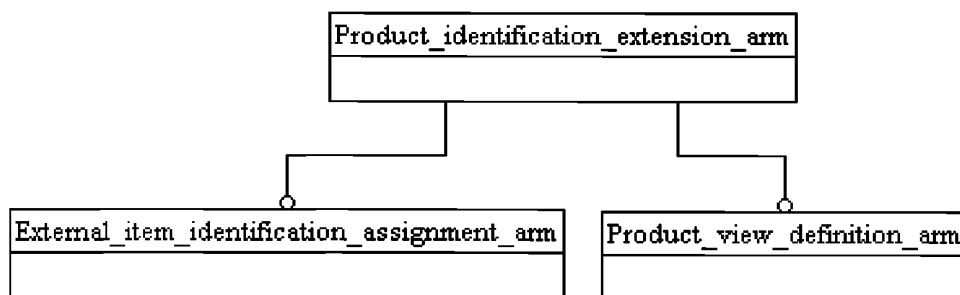 Product_identification_extension_arm
External_item_identification_assignment_arm
Product_view_definition_arm